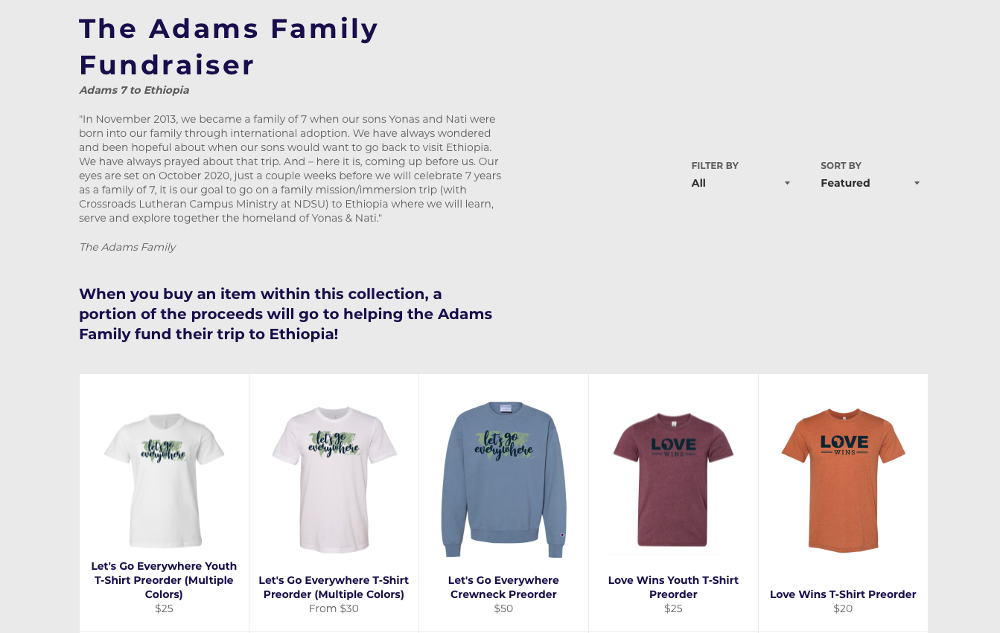 The Adams Family
Fundraiser
Adams 7 to Ethiopia
"In November 2013, we became a family of 7 when our sons Yonas and Nati were
born into our family through international adoption. We have always wondered
and been hopeful about when our sons would want to go back to visit Ethiopia.
We have always prayed about that trip. And – here it is, coming up before us. Our
eyes are set on October 2020, just a couple weeks before we will celebrate 7 years
as a family of 7, it is our goal to go on a family mission/immersion trip (with
Crossroads Lutheran Campus Ministry at NDSU) to Ethiopia where we will learn,
serve and explore together the homeland of Yonas & Nati."
The Adams Family
FILTER BY
All
SORT BY
Featured
When you buy an item within this collection, a
portion of the proceeds will go to helping the Adams
Family fund their trip to Ethiopia!
let's go
everywhere
Let's Go Everywhere Youth
T-Shirt Preorder (Multiple
Colors)
$25
let's go
everywhere
Let's Go Everywhere T-Shirt
Preorder (Multiple Colors)
From $30
let's go
everywhere
Let's Go Everywhere
Crewneck Preorder
$50
LOVE
WINS
Love Wins Youth T-Shirt
Preorder
$25
LOVE
WINS
Love Wins T-Shirt Preorder
$20